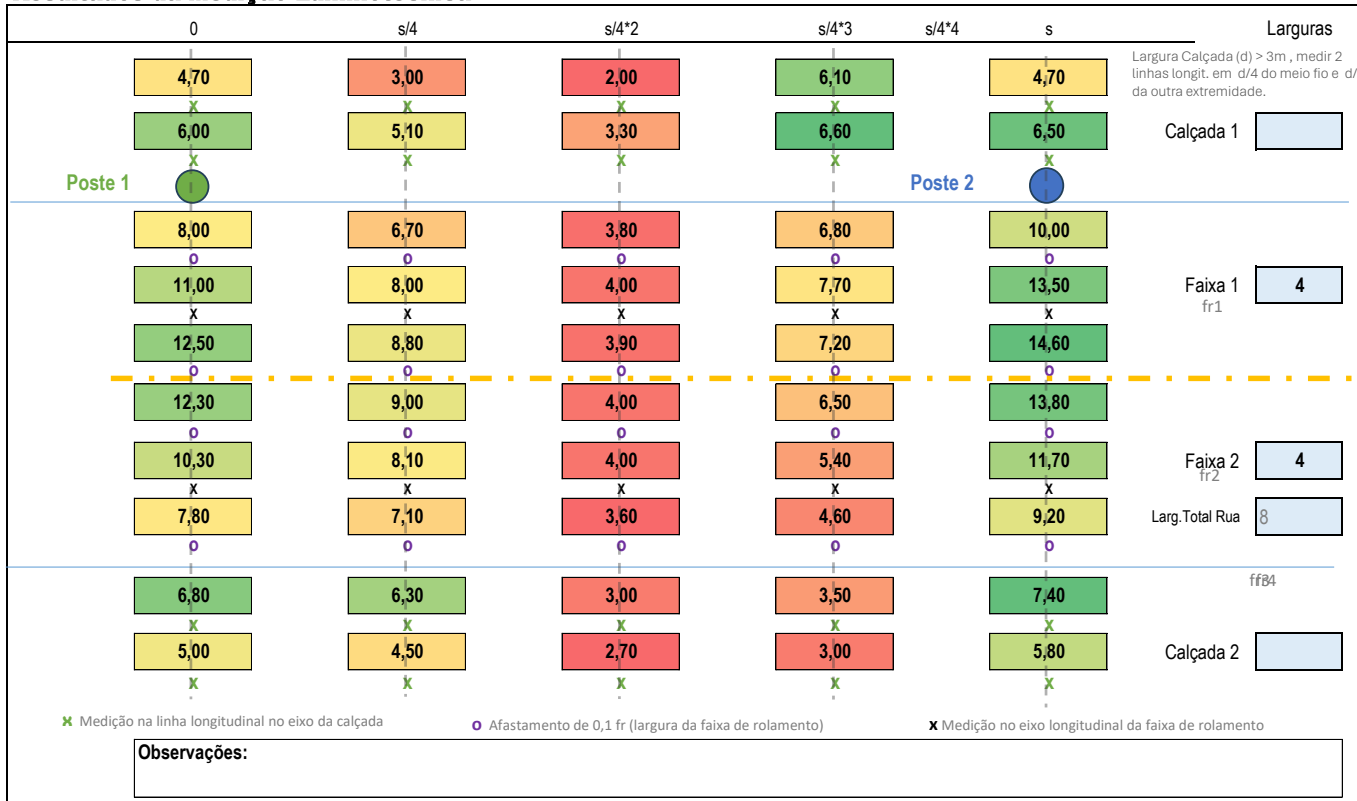 0 s/4 s/4*2 s/4*3 s/4*4 s Larguras
Largura Calçada (d) > 3m , medir 2
linhas longit. em d/4 do meio fio e d/
da outra extremidade.
4,70 3,00 2,00 6,10 4,70
x x x x x
6,00 5,10 3,30 6,60 6,50 Calçada 1
x x x x x
Poste 1 Poste 2
8,00 6,70 3,80 6,80 10,00
o o o o o
11,00 8,00 4,00 7,70 13,50 Faixa 1 4
fr1
x x x x x
12,50 8,80 3,90 7,20 14,60
o o o o o
12,30 9,00 4,00 6,50 13,80
o o o o o
10,30 8,10 4,00 5,40 11,70 Faixa 2 4
fr2
x x x x x
7,80 7,10 3,60 4,60 9,20 Larg.Total Rua 8
o o o o o
6,80 6,30 3,00 3,50 7,40
x x x x x
5,00 4,50 2,70 3,00 5,80 Calçada 2
x x x x x
x Medição na linha longitudinal no eixo da calçada o Afastamento de 0,1 fr (largura da faixa de rolamento) x Medição no eixo longitudinal da faixa de rolamento
Observações: